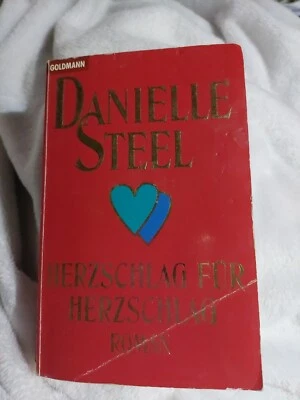 GOLDMANN
DANIELLE
STEEL
HERZSCHLAG FÜR
HERZSCHLAG
ROMAN